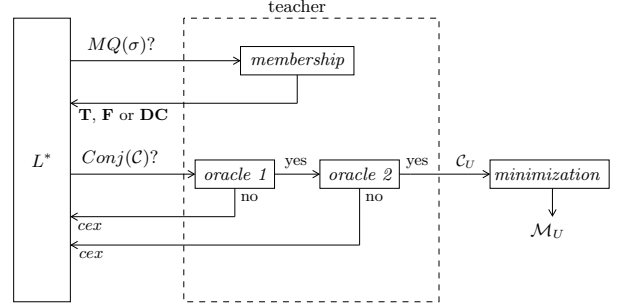 teacher
MQ(σ)?
membership
T, F or DC
L*
Conj(𝒞)?
oracle 1
yes
oracle 2
yes
𝒞_U
minimization
no
no
cex
cex
ℳ_U